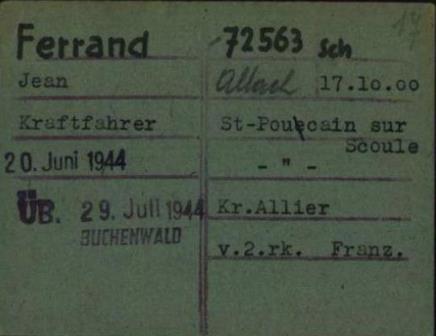 17
Ferrand
72563 Sch
Jean
Allach 17.10.00
Kraftfahrer
St-Pourcain sur
Scoule
20. Juni 1944
- " -
ÜB. 29. Juli 1944
Kr.Allier
BUCHENWALD
v.2.rk. Franz.